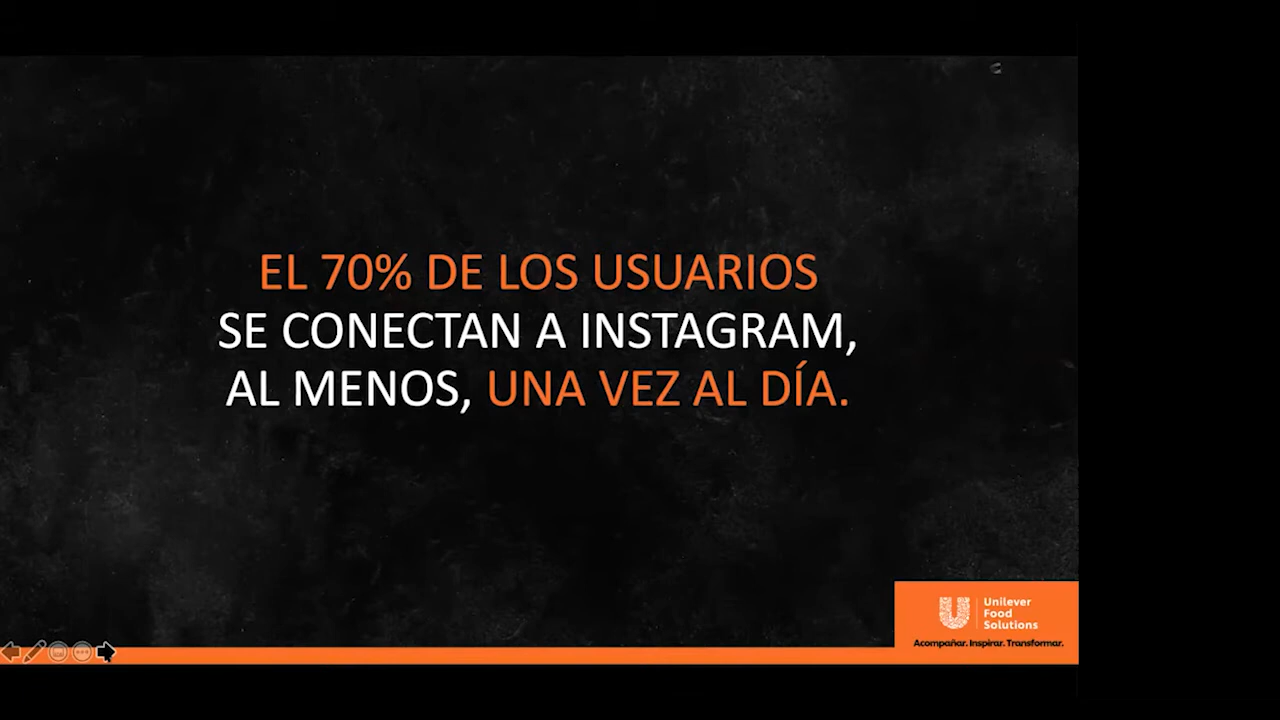 EL 70% DE LOS USUARIOS
SE CONECTAN A INSTAGRAM,
AL MENOS, UNA VEZ AL DÍA.
Unilever
Food
Solutions
Acompañar. Inspirar. Transformar.